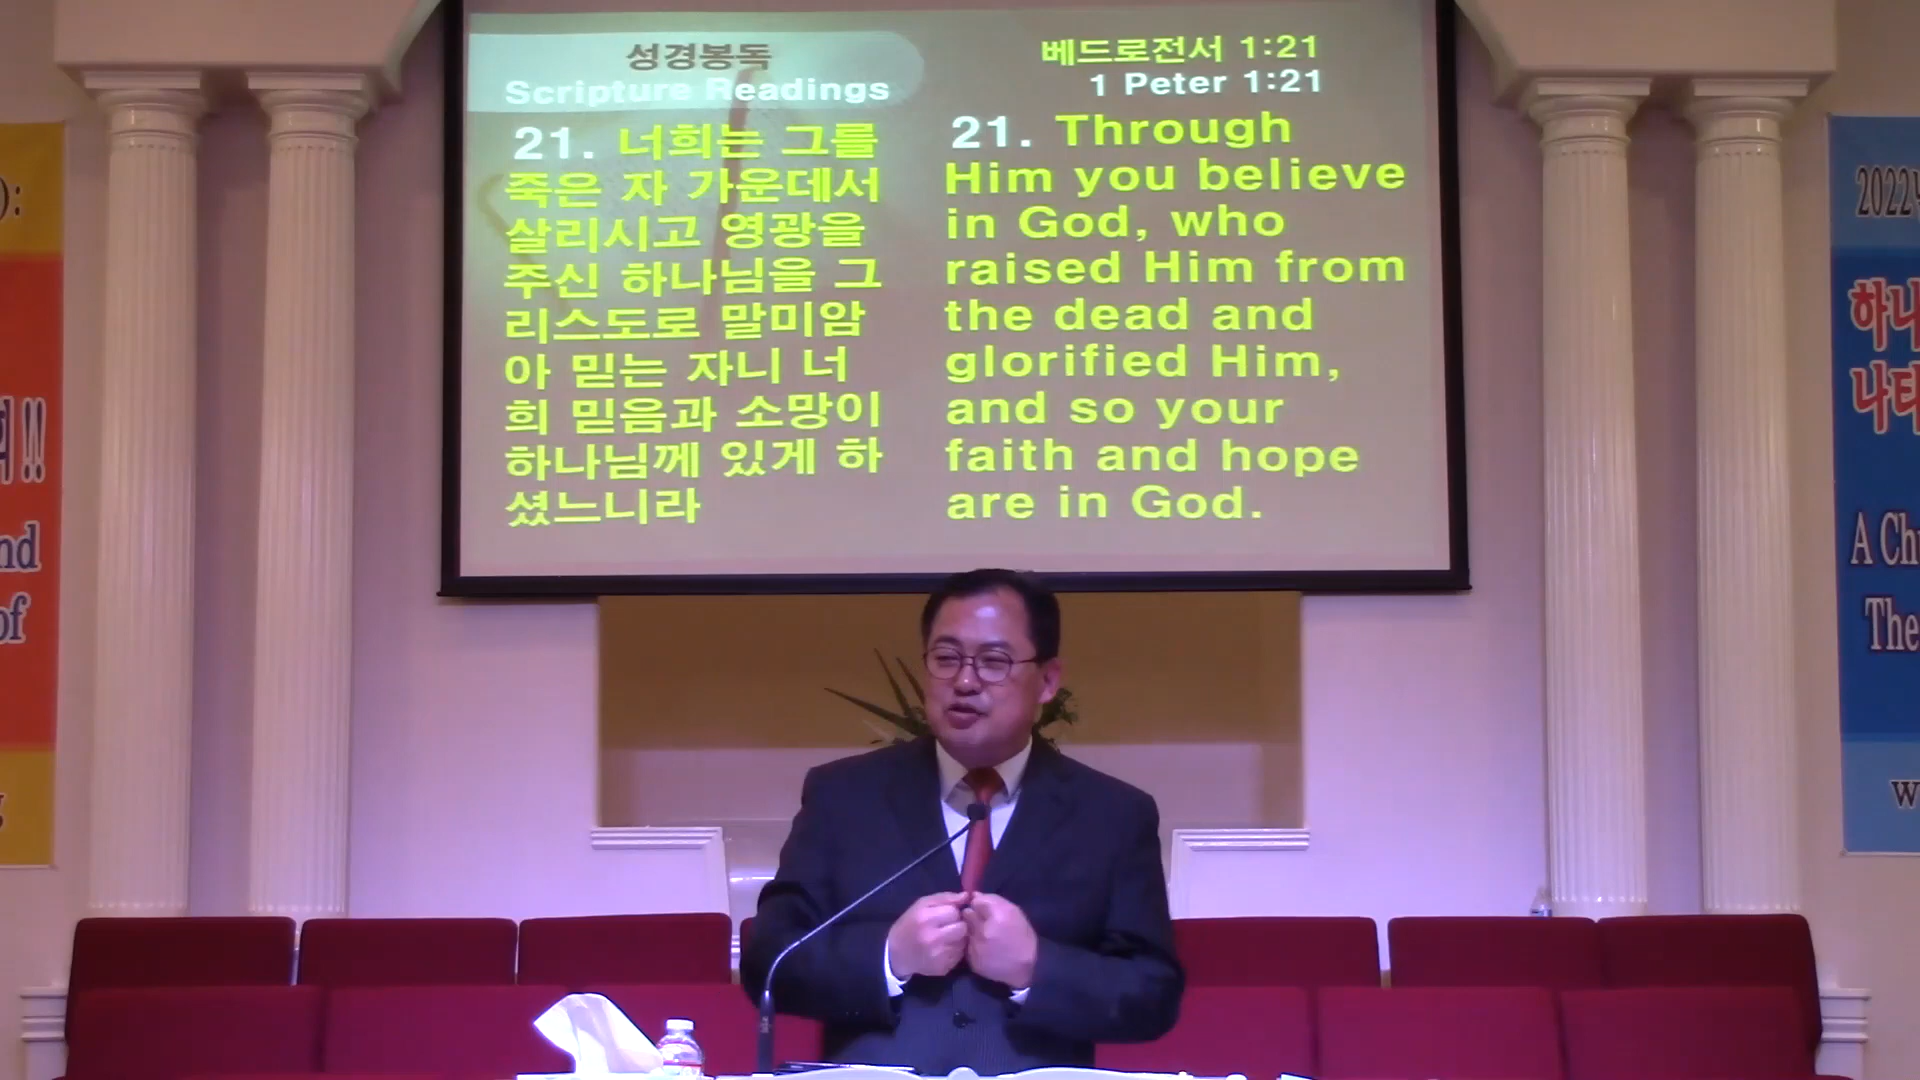 성경봉독
Scripture Readings
베드로전서 1:21
1 Peter 1:21
21. 너희는 그를
죽은 자 가운데서
살리시고 영광을
주신 하나님을 그
리스도로 말미암
아 믿는 자니 너
희 믿음과 소망이
하나님께 있게 하
셨느니라
21. Through
Him you believe
in God, who
raised Him from
the dead and
glorified Him,
and so your
faith and hope
are in God.
):
!!
nd
of
2022
하나
나타
A Ch
The
w